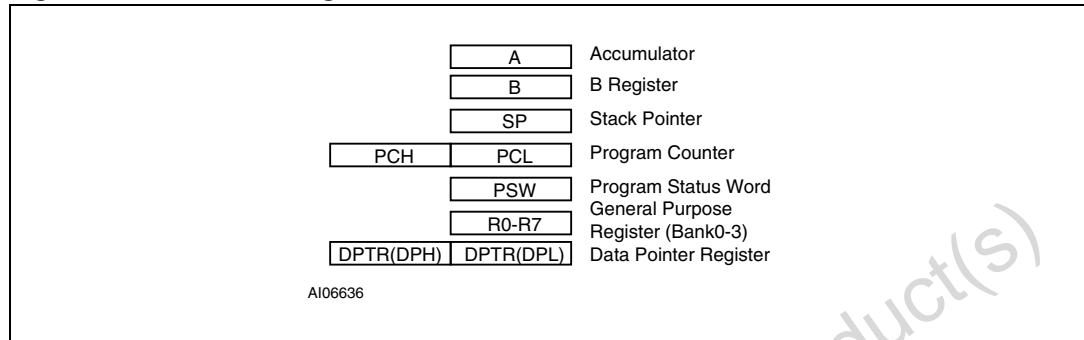 A Accumulator
B B Register
SP Stack Pointer
PCH PCL Program Counter
PSW Program Status Word
R0-R7 General Purpose
Register (Bank0-3)
DPTR(DPH) DPTR(DPL) Data Pointer Register
AI06636
duct(s)